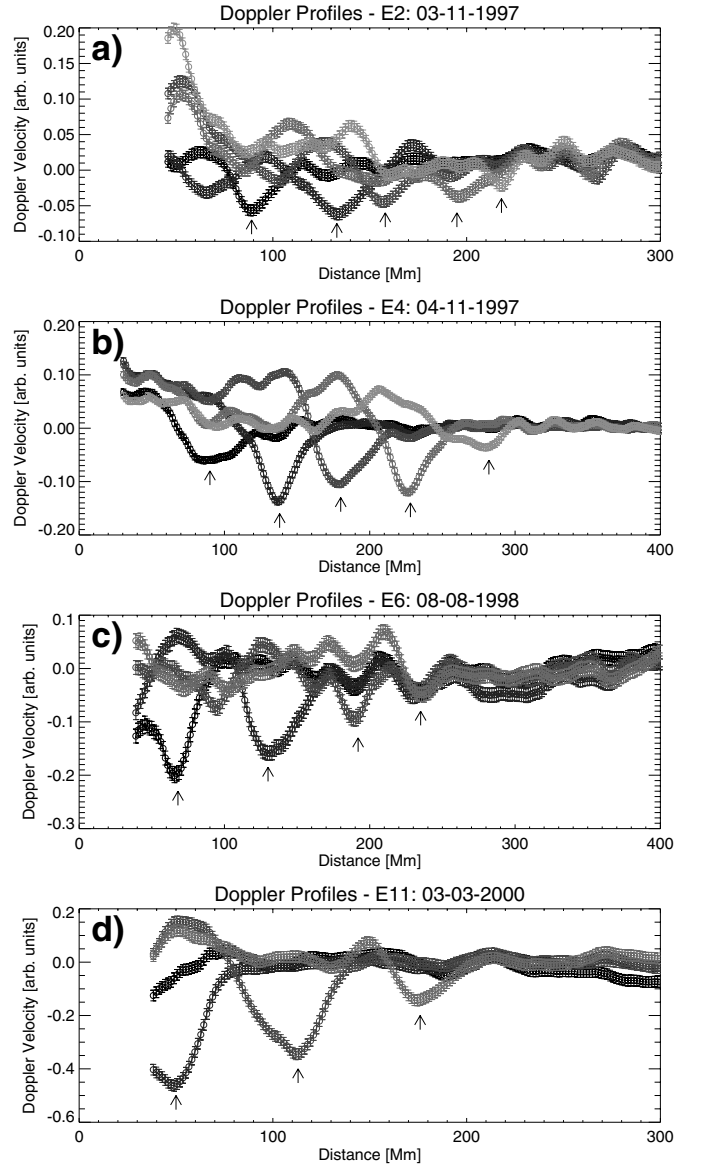 Doppler Profiles - E2: 03-11-1997
a)
Doppler Velocity [arb. units]
0.20
0.15
0.10
0.05
0.00
-0.05
-0.10
0 100 200 300
Distance [Mm]
Doppler Profiles - E4: 04-11-1997
b)
Doppler Velocity [arb. units]
0.20
0.10
0.00
-0.10
-0.20
0 100 200 300 400
Distance [Mm]
Doppler Profiles - E6: 08-08-1998
c)
Doppler Velocity [arb. units]
0.1
0.0
-0.1
-0.2
-0.3
0 100 200 300 400
Distance [Mm]
Doppler Profiles - E11: 03-03-2000
d)
Doppler Velocity [arb. units]
0.2
0.0
-0.2
-0.4
-0.6
0 100 200 300
Distance [Mm]